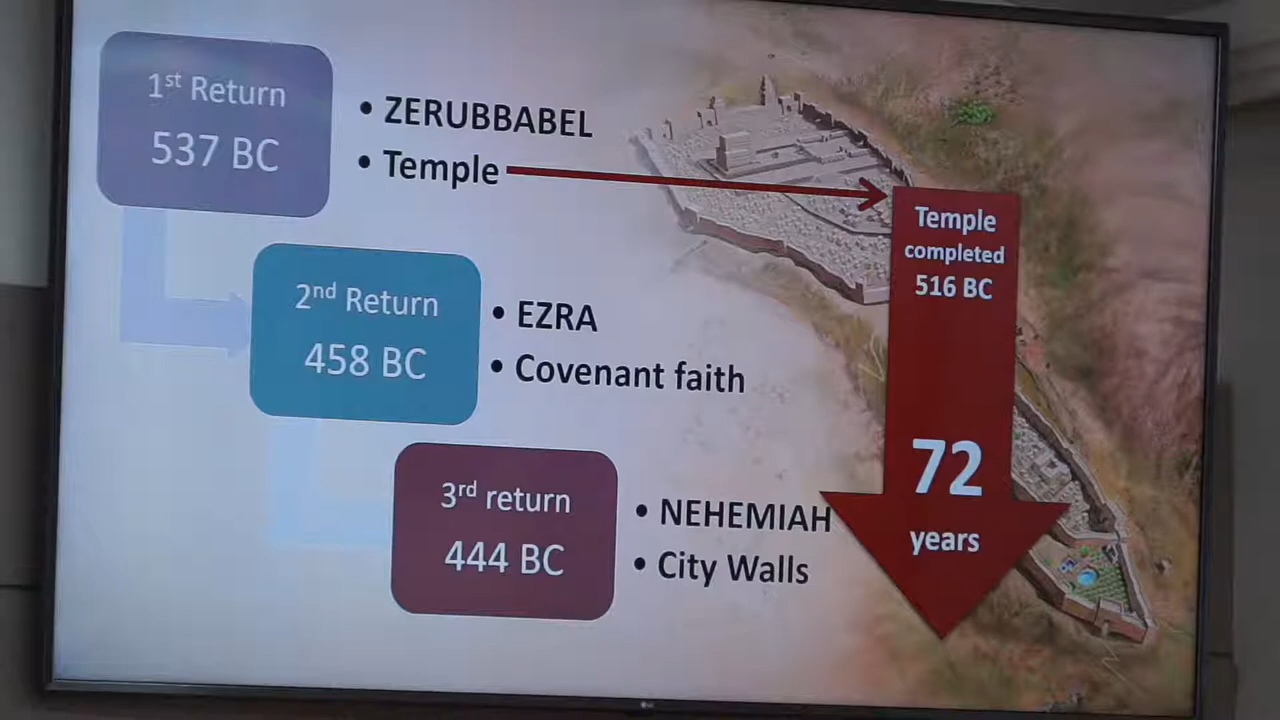 1st Return
537 BC
• ZERUBBABEL
• Temple
Temple
completed
516 BC
2nd Return
458 BC
• EZRA
• Covenant faith
3rd return
444 BC
• NEHEMIAH
• City Walls
72
years